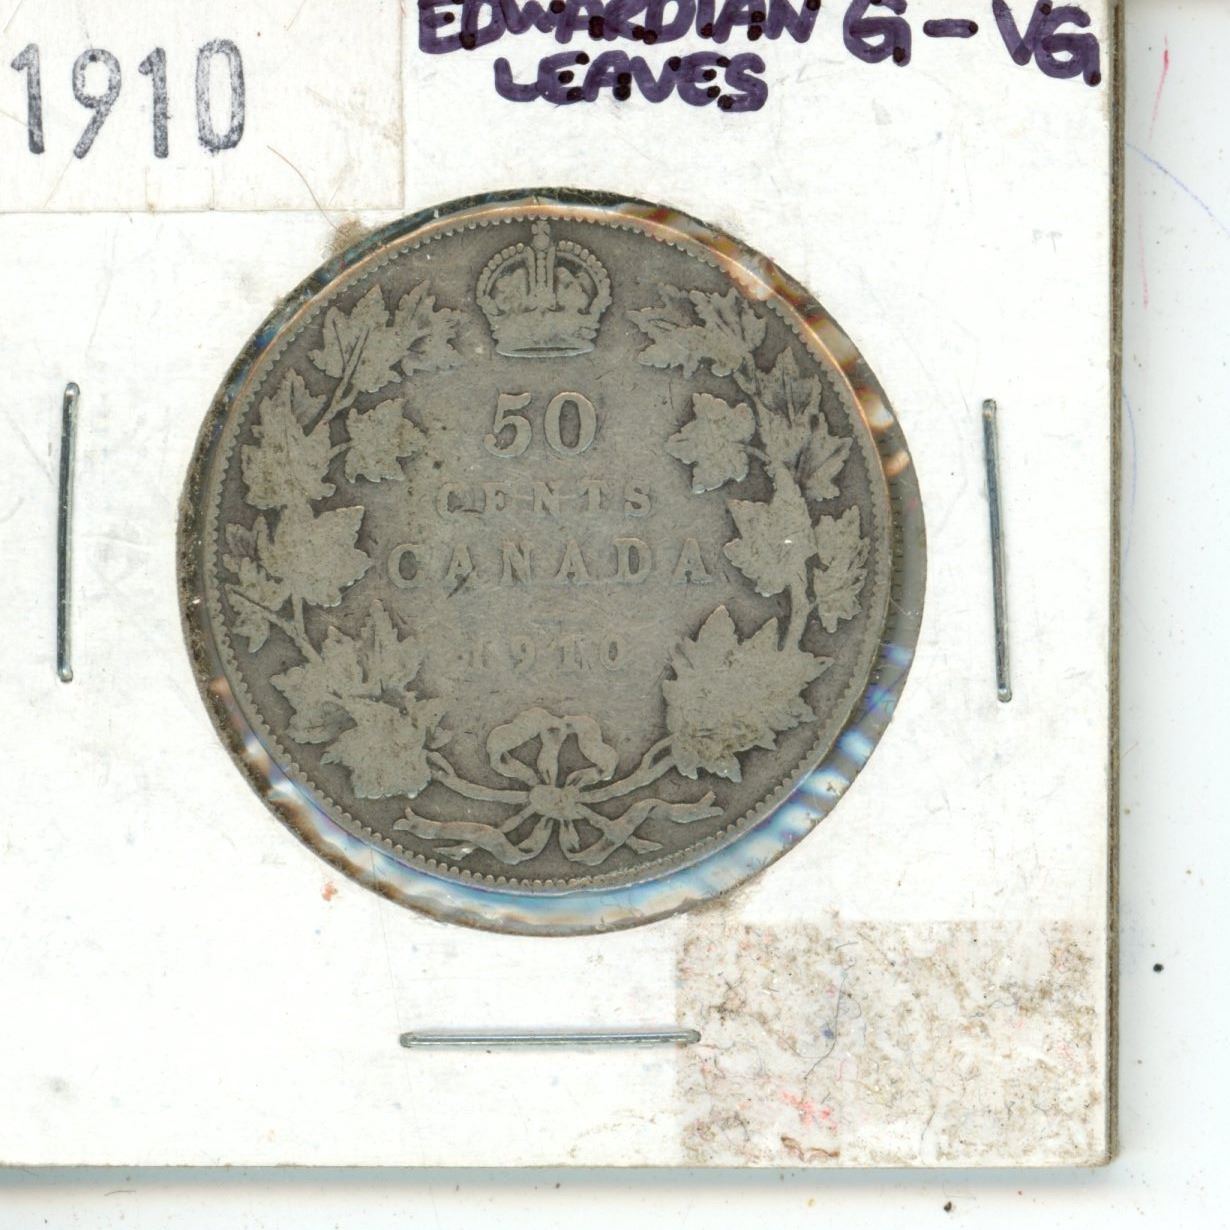 EDWARDIAN G-VG
LEAVES
1910
50
CENTS
CANADA
1910